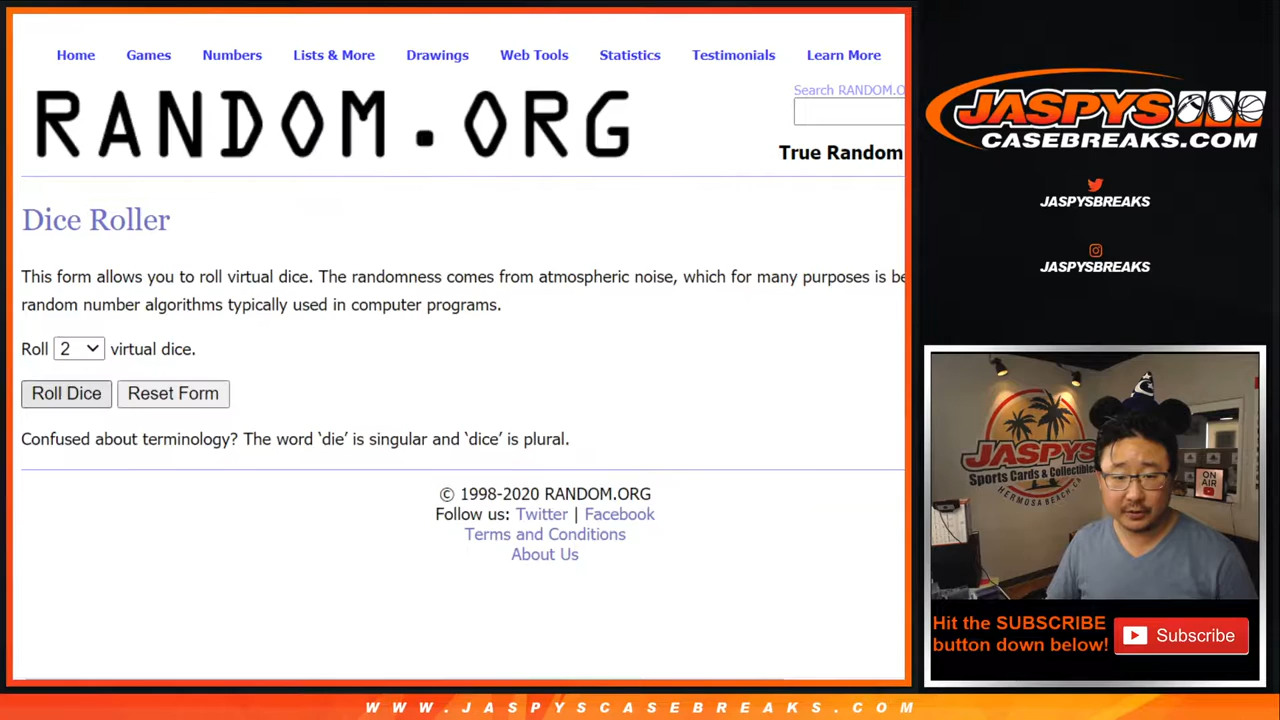 Home Games Numbers Lists & More Drawings Web Tools Statistics Testimonials Learn More
RANDOM.ORG
Search RANDOM.O
True Random
Dice Roller
This form allows you to roll virtual dice. The randomness comes from atmospheric noise, which for many purposes is be
random number algorithms typically used in computer programs.
Roll 2 virtual dice.
Roll Dice Reset Form
Confused about terminology? The word ‘die’ is singular and ‘dice’ is plural.
© 1998-2020 RANDOM.ORG
Follow us: Twitter | Facebook
Terms and Conditions
About Us
JASPYS
CASEBREAKS.COM
JASPYSBREAKS
JASPYSBREAKS
JASPYS
Sports Cards & Collectibles
HERMOSA BEACH, CA
ON AIR
Hit the SUBSCRIBE
button down below!
Subscribe
WWW.JASPYSCASEBREAKS.COM